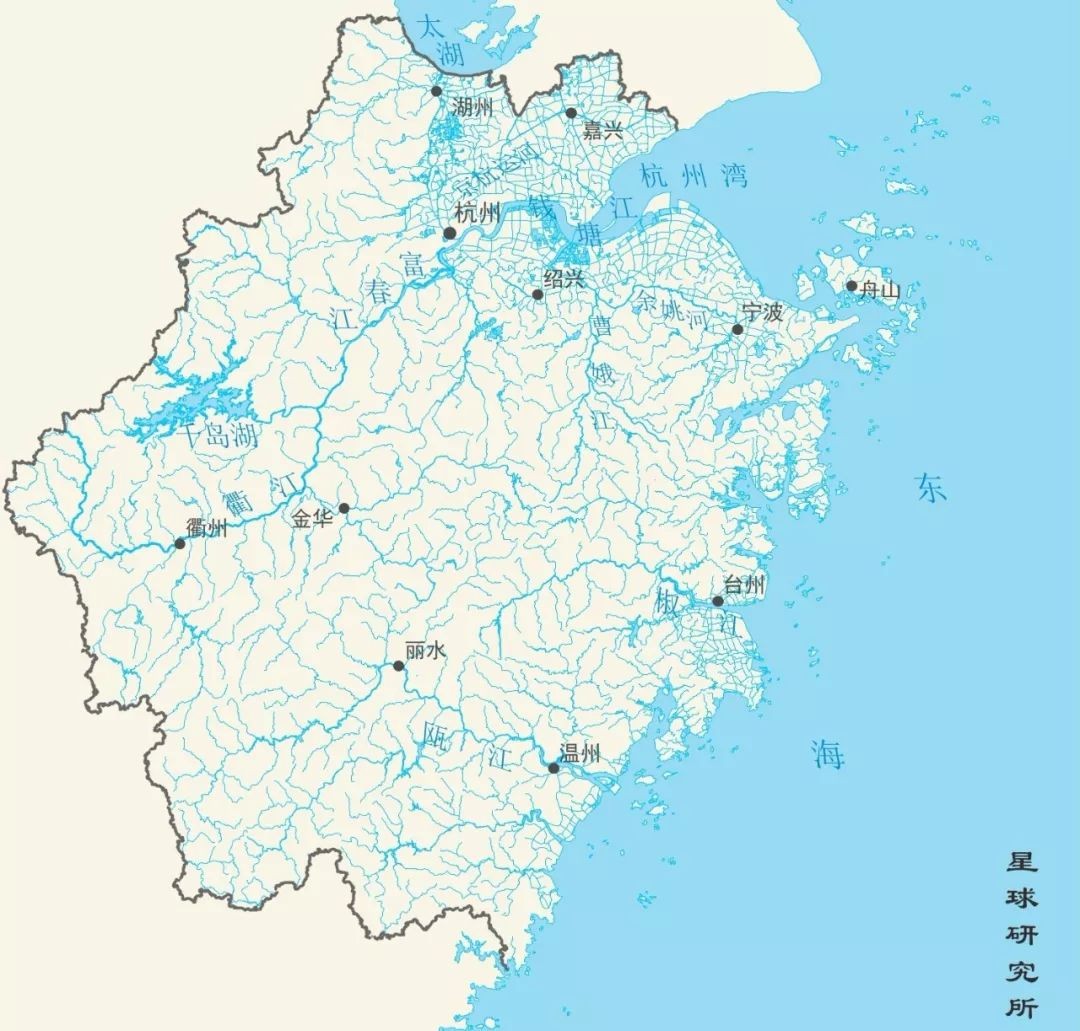 太湖
湖州
嘉兴
京杭运河
杭州湾
杭州
钱塘江
富春江
绍兴
舟山
余姚河
宁波
曹娥江
千岛湖
衢江
东海
金华
衢州
台州
椒江
丽水
瓯江
温州
星球研究所